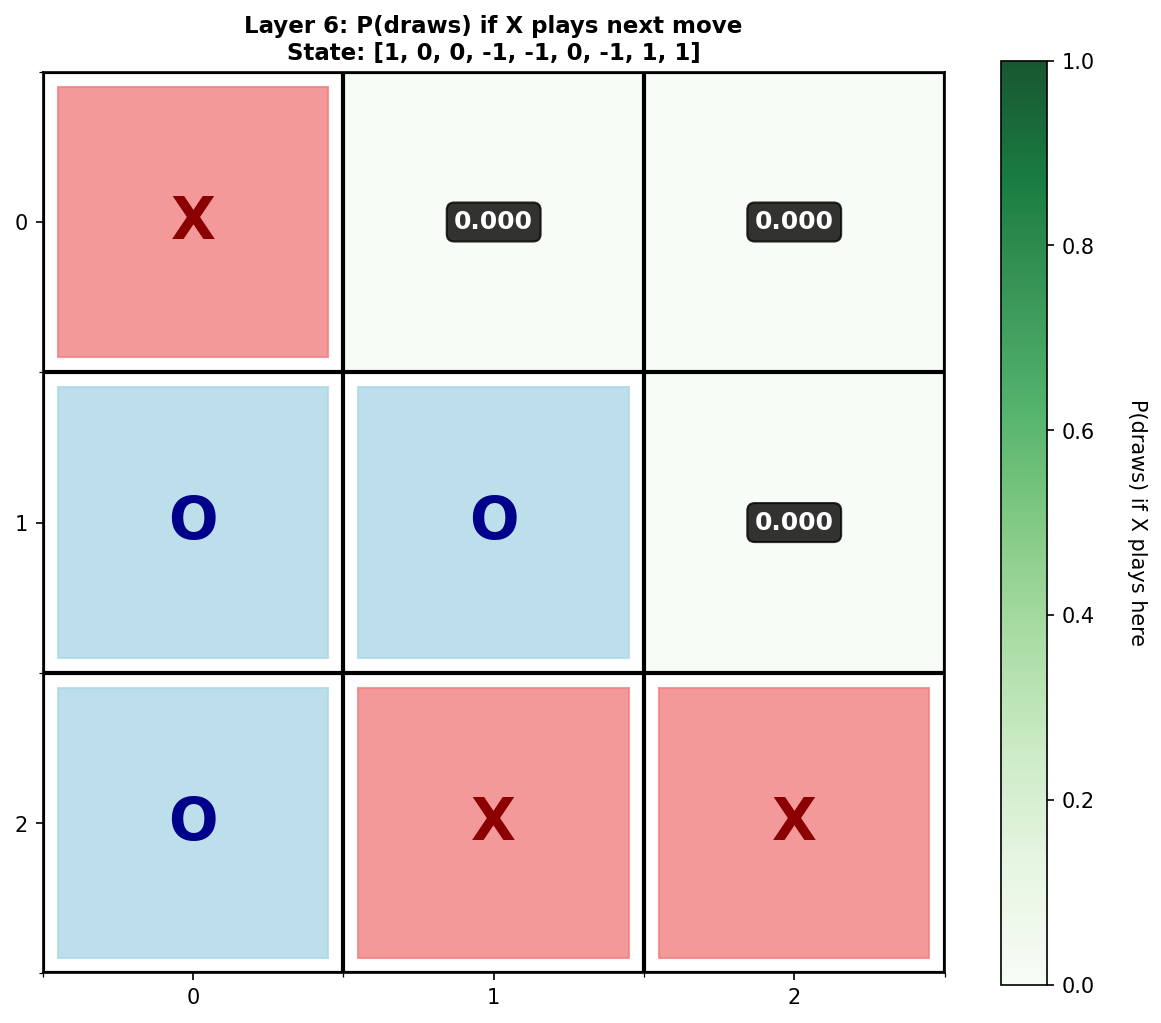 Layer 6: P(draws) if X plays next move
State: [1, 0, 0, -1, -1, 0, -1, 1, 1]
X
0.000
0.000
O
O
0.000
O
X
X
0
1
2
0
1
2
1.0
0.8
0.6
0.4
0.2
0.0
P(draws) if X plays here